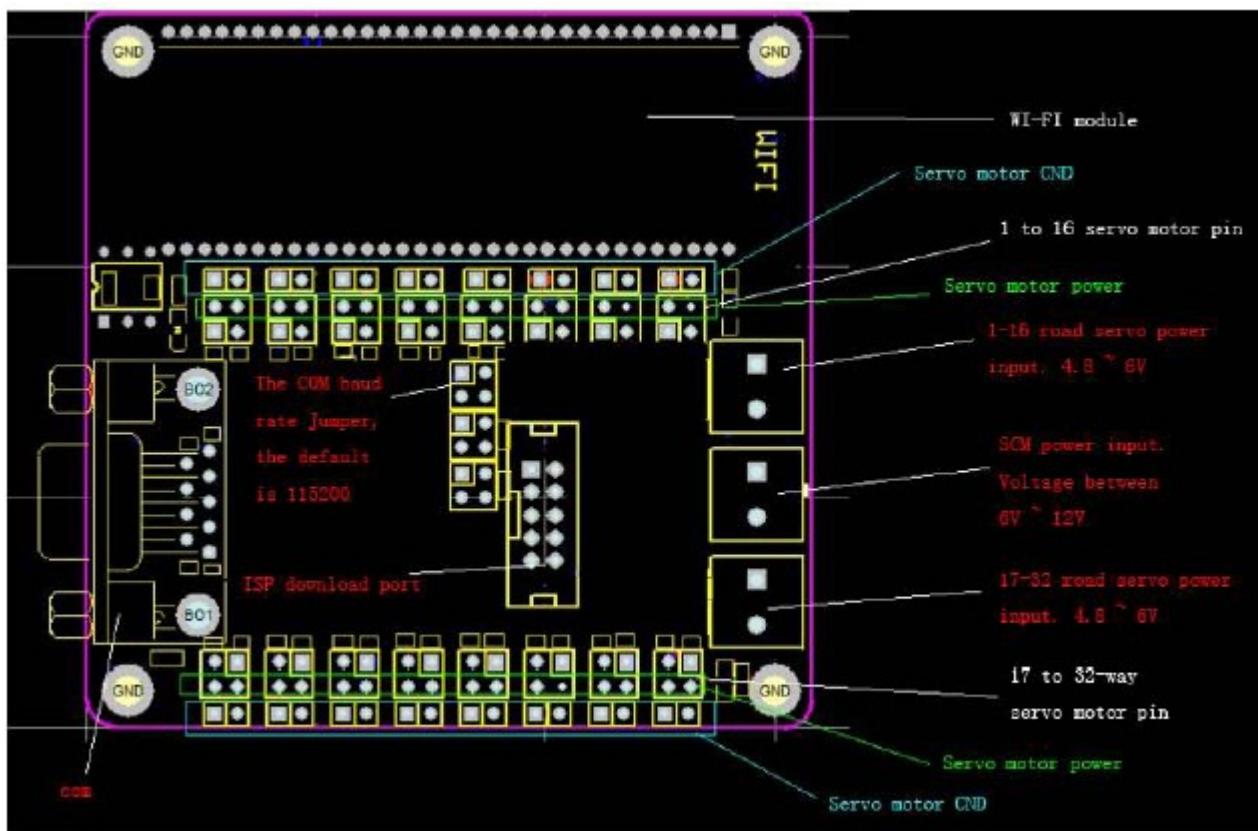 GND
GND
WI-FI module
WIFI
Servo motor CND
1 to 16 servo motor pin
Servo motor power
1-16 road servo power
input. 4.8 ~ 6V
The COM baud
rate Jumper,
the default
is 115200
BO2
SCM power input.
Voltage between
6V ~ 12V
ISP download port
17-32 road servo power
input. 4.8 ~ 6V
BO1
GND
GND
17 to 32-way
servo motor pin
Servo motor power
com
Servo motor CND